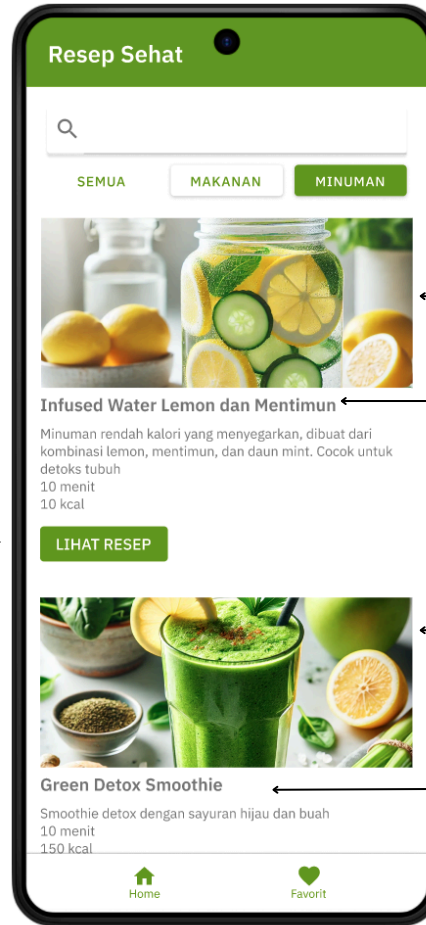 Resep Sehat
SEMUA
MAKANAN
MINUMAN
Infused Water Lemon dan Mentimun
Minuman rendah kalori yang menyegarkan, dibuat dari
kombinasi lemon, mentimun, dan daun mint. Cocok untuk
detoks tubuh
10 menit
10 kcal
LIHAT RESEP
Green Detox Smoothie
Smoothie detox dengan sayuran hijau dan buah
10 menit
150 kcal
Home
Favorit